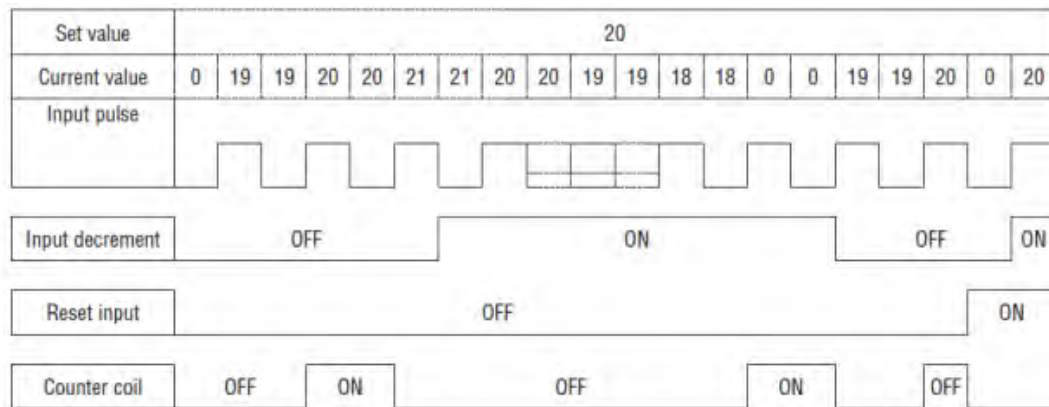 Set value 20
Current value 0 19 19 20 20 21 21 20 20 19 19 18 18 0 0 19 19 20 0 20
Input pulse
Input decrement OFF ON OFF ON
Reset input OFF ON
Counter coil OFF ON OFF ON OFF